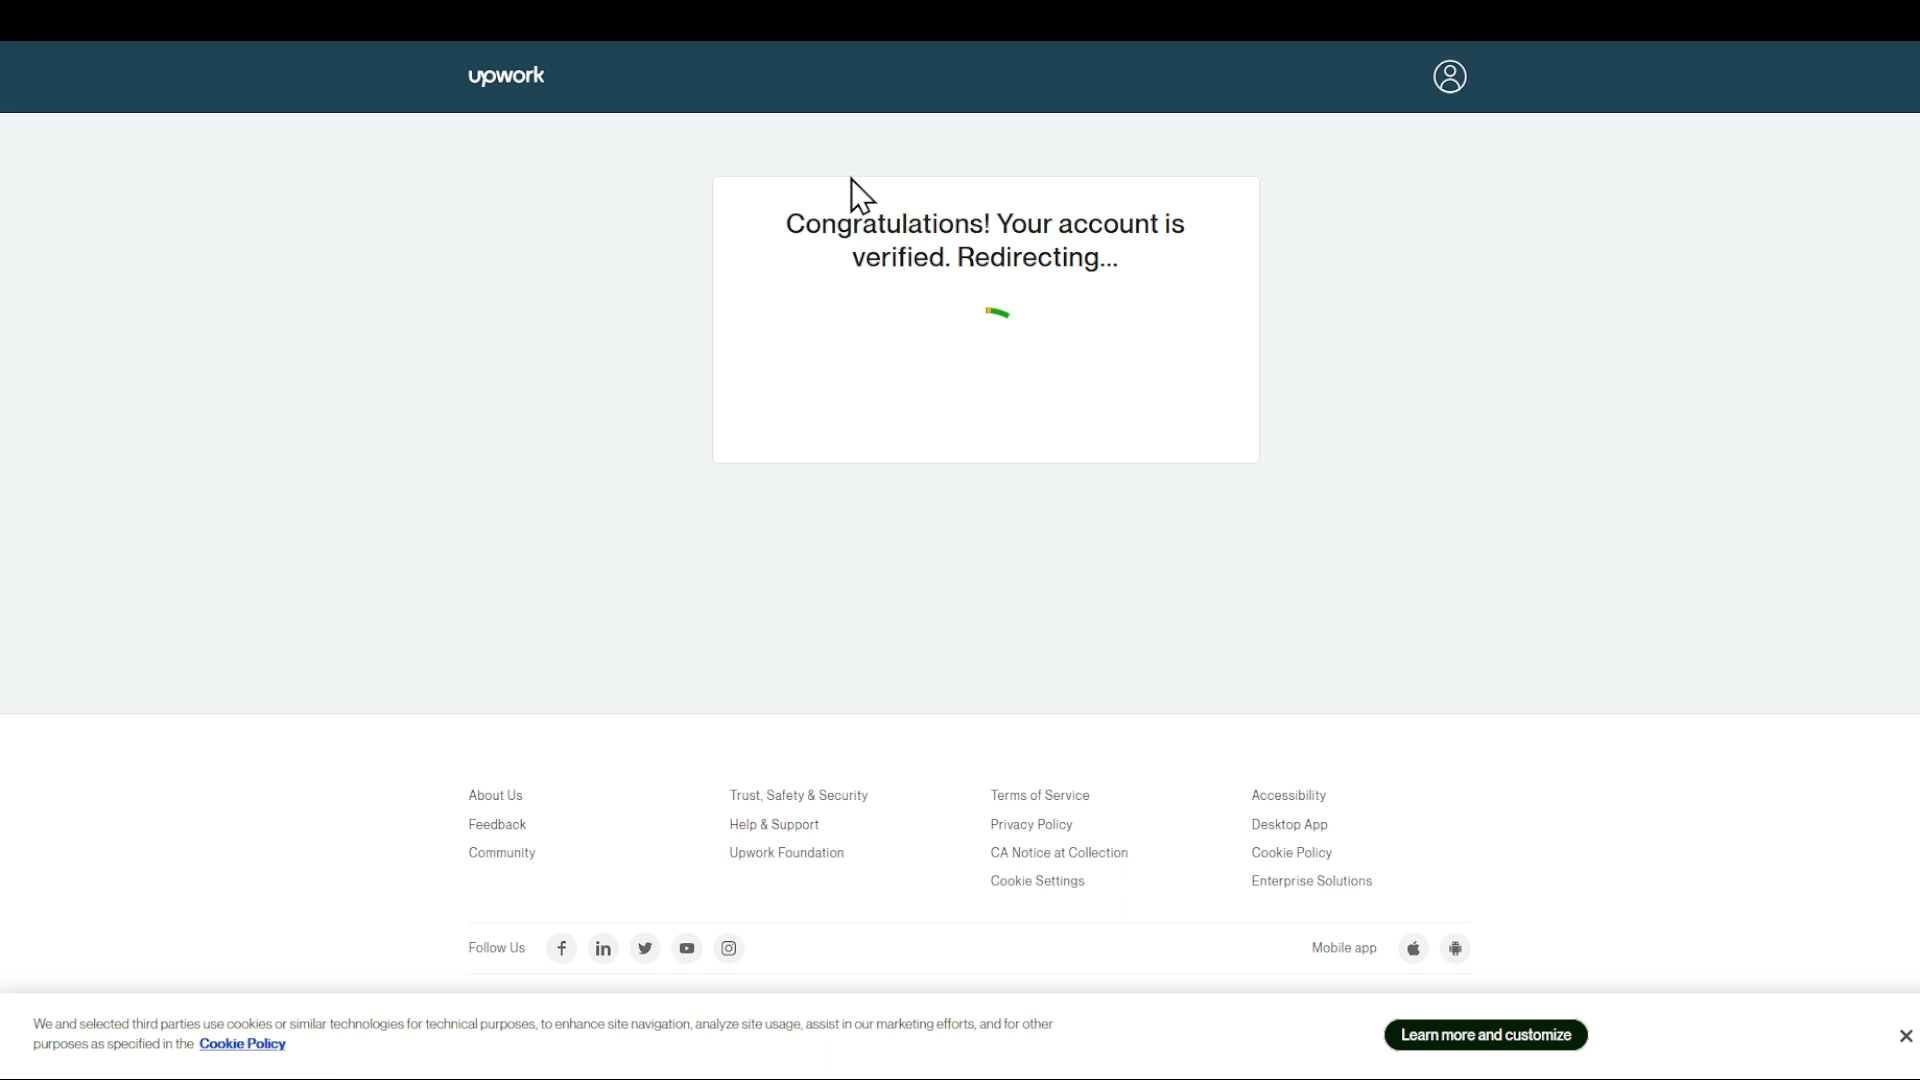 upwork
Congratulations! Your account is
verified. Redirecting...
About Us
Feedback
Community
Trust, Safety & Security
Help & Support
Upwork Foundation
Terms of Service
Privacy Policy
CA Notice at Collection
Cookie Settings
Accessibility
Desktop App
Cookie Policy
Enterprise Solutions
Follow Us
Mobile app
We and selected third parties use cookies or similar technologies for technical purposes, to enhance site navigation, analyze site usage, assist in our marketing efforts, and for other
purposes as specified in the Cookie Policy
Learn more and customize